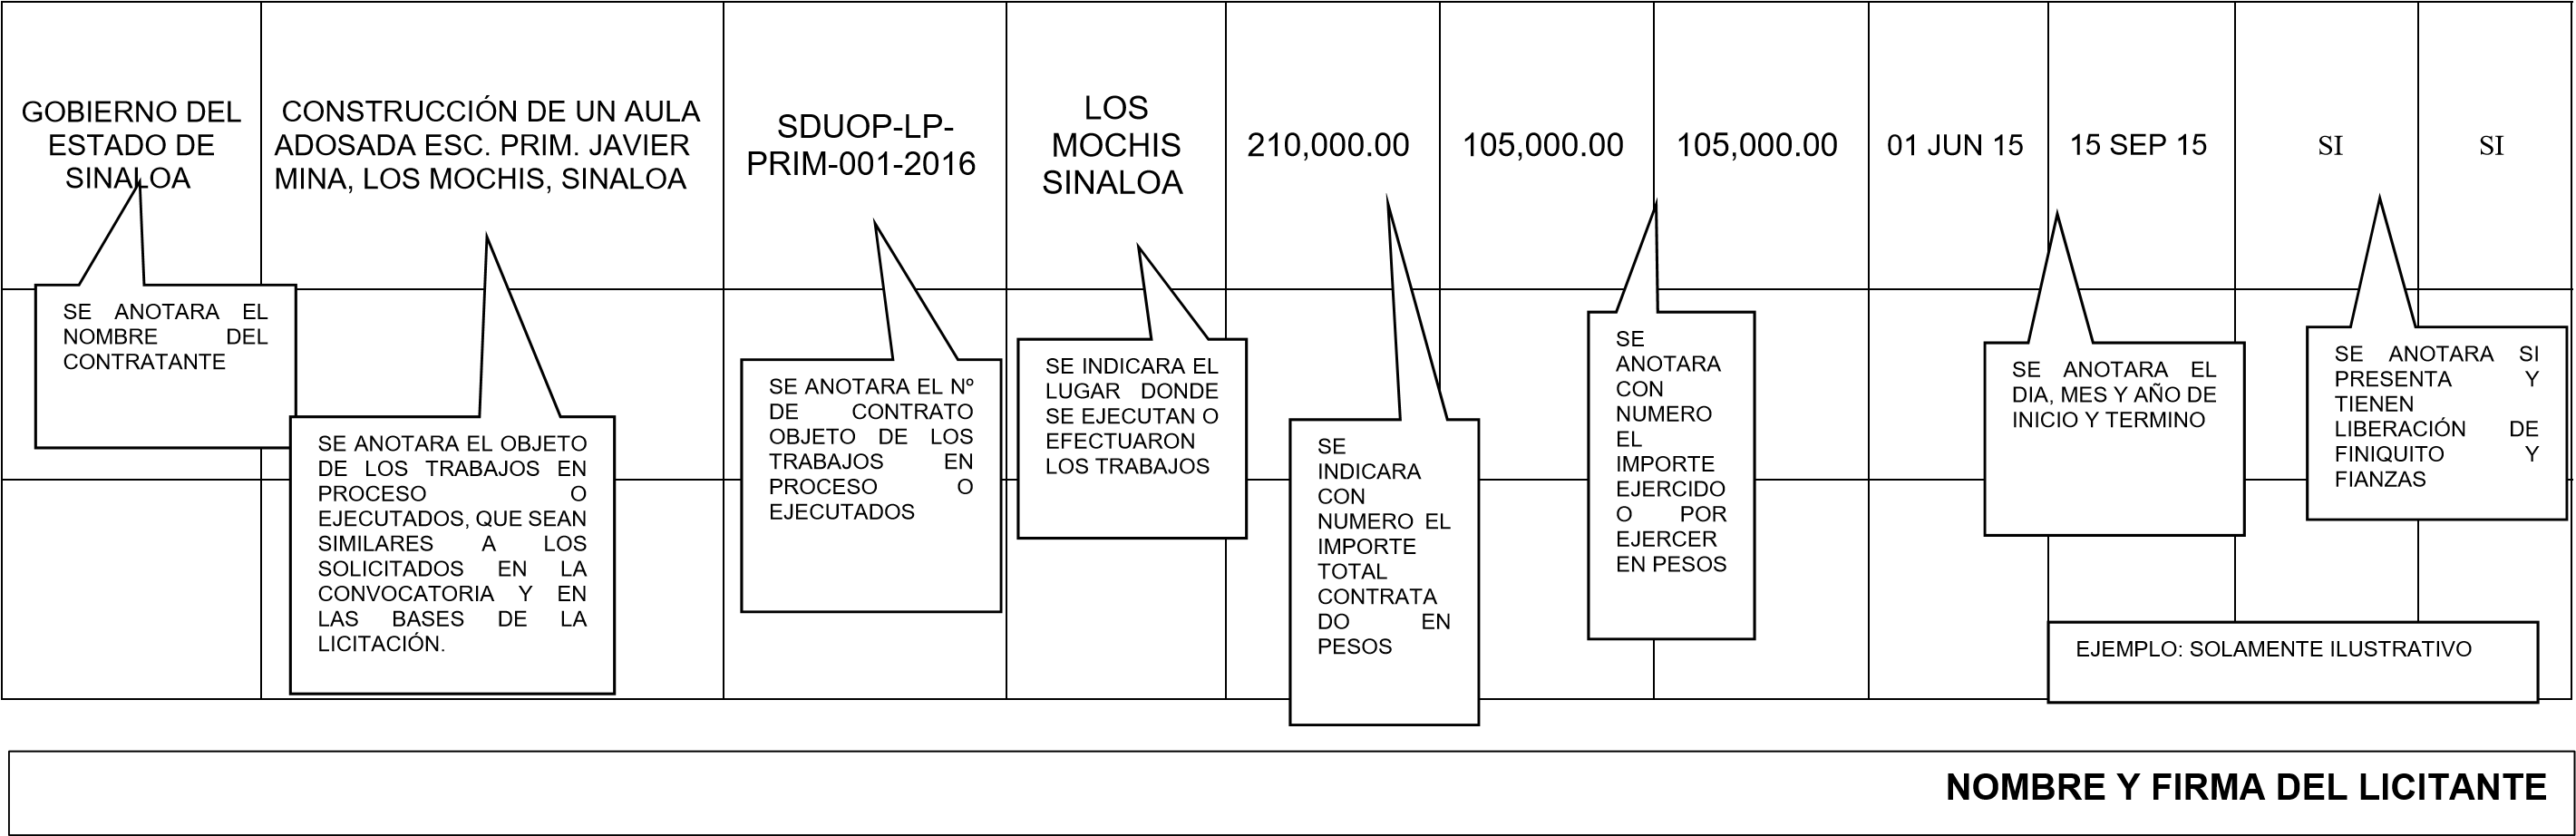 GOBIERNO DEL
ESTADO DE
SINALOA
CONSTRUCCIÓN DE UN AULA
ADOSADA ESC. PRIM. JAVIER
MINA, LOS MOCHIS, SINALOA
SDUOP-LP-
PRIM-001-2016
LOS
MOCHIS
SINALOA
210,000.00
105,000.00
105,000.00
01 JUN 15
15 SEP 15
SI
SI
SE ANOTARA EL
NOMBRE DEL
CONTRATANTE
SE ANOTARA EL OBJETO
DE LOS TRABAJOS EN
PROCESO O
EJECUTADOS, QUE SEAN
SIMILARES A LOS
SOLICITADOS EN LA
CONVOCATORIA Y EN
LAS BASES DE LA
LICITACIÓN.
SE ANOTARA EL Nº
DE CONTRATO
OBJETO DE LOS
TRABAJOS EN
PROCESO O
EJECUTADOS
SE INDICARA EL
LUGAR DONDE
SE EJECUTAN O
EFECTUARON
LOS TRABAJOS
SE
INDICARA
CON
NUMERO EL
IMPORTE
TOTAL
CONTRATA
DO EN
PESOS
SE
ANOTARA
CON
NUMERO
EL
IMPORTE
EJERCIDO
O POR
EJERCER
EN PESOS
SE ANOTARA EL
DIA, MES Y AÑO DE
INICIO Y TERMINO
SE ANOTARA SI
PRESENTA Y
TIENEN
LIBERACIÓN DE
FINIQUITO Y
FIANZAS
EJEMPLO: SOLAMENTE ILUSTRATIVO
NOMBRE Y FIRMA DEL LICITANTE